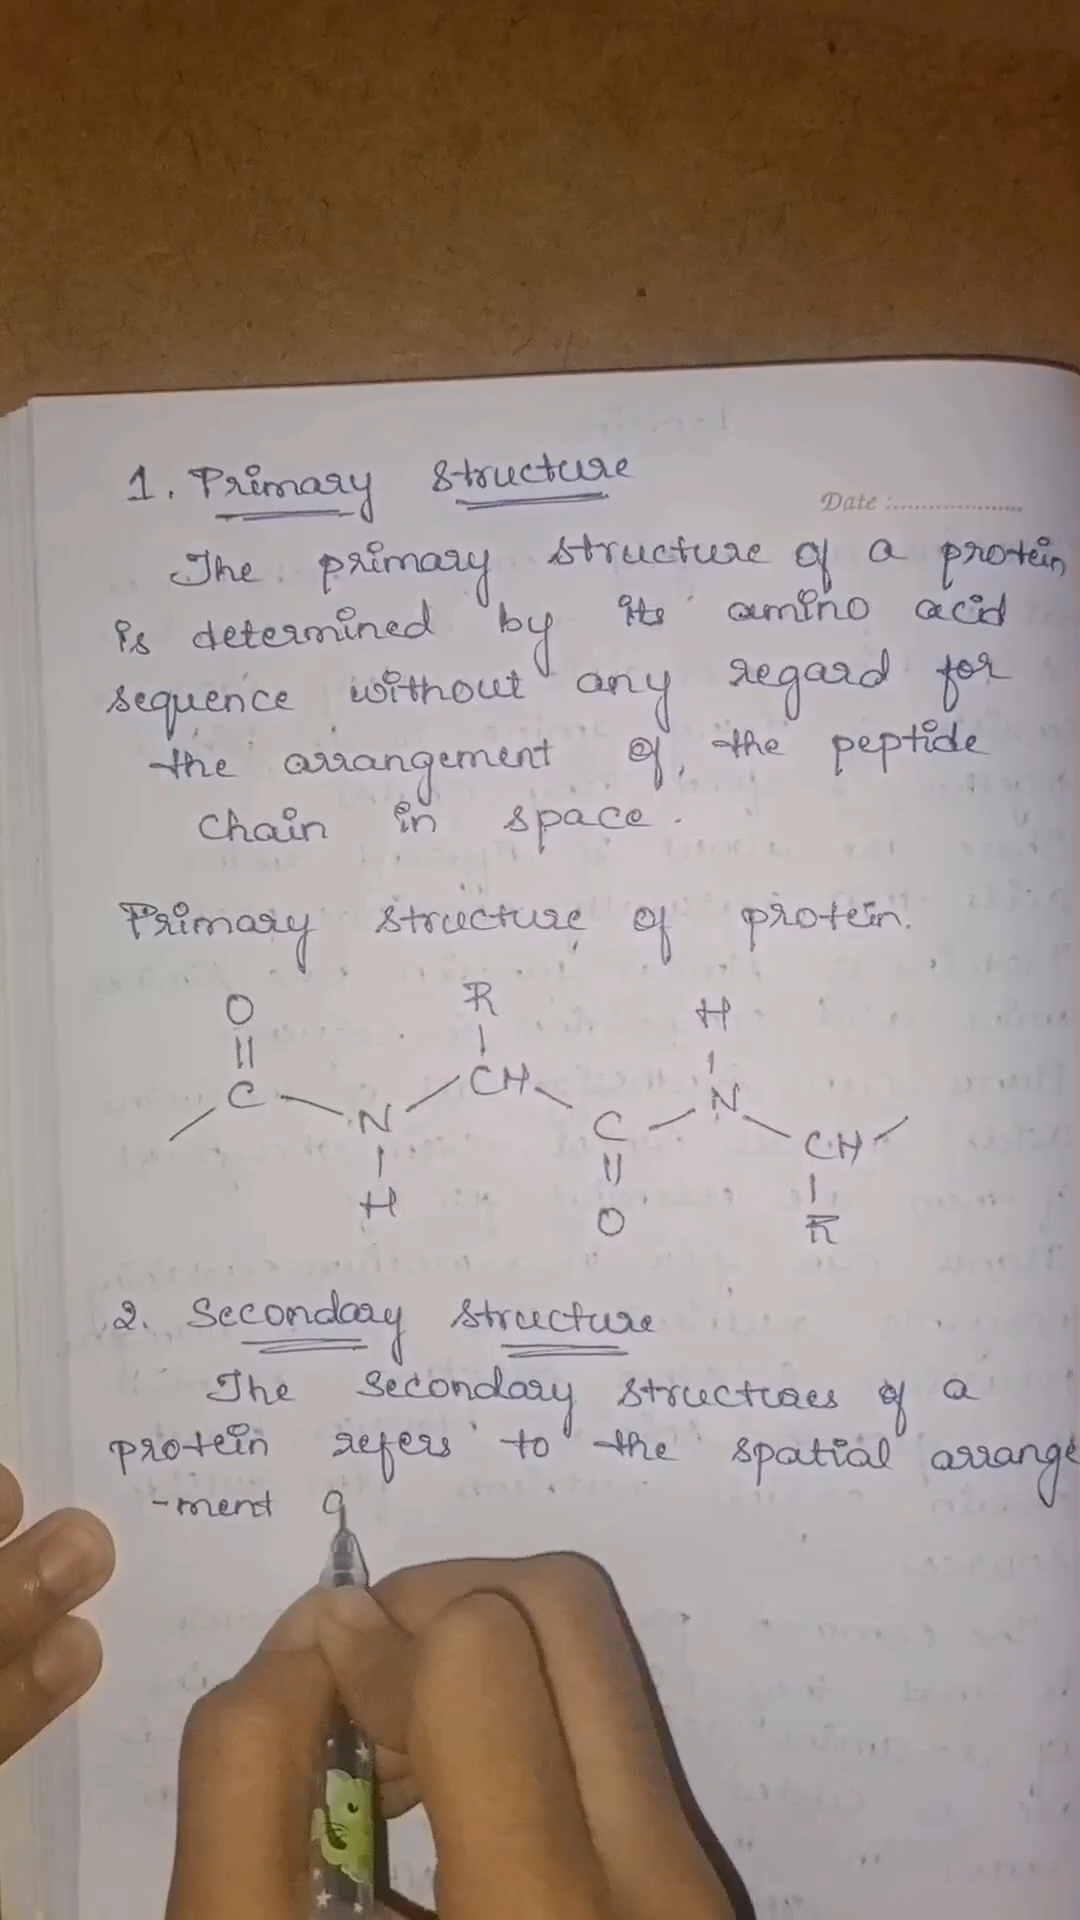 1. Primary Structure
Date :....................
The primary structure of a protein
is determined by its amino acid
sequence without any regard for
the arrangement of the peptide
chain in space.
Primary structure of protein.
O R H
|| | |
C N CH C N CH
| || |
H O R
2. Secondary structure
The secondary structures of a
protein refers to the spatial arrange
-ment